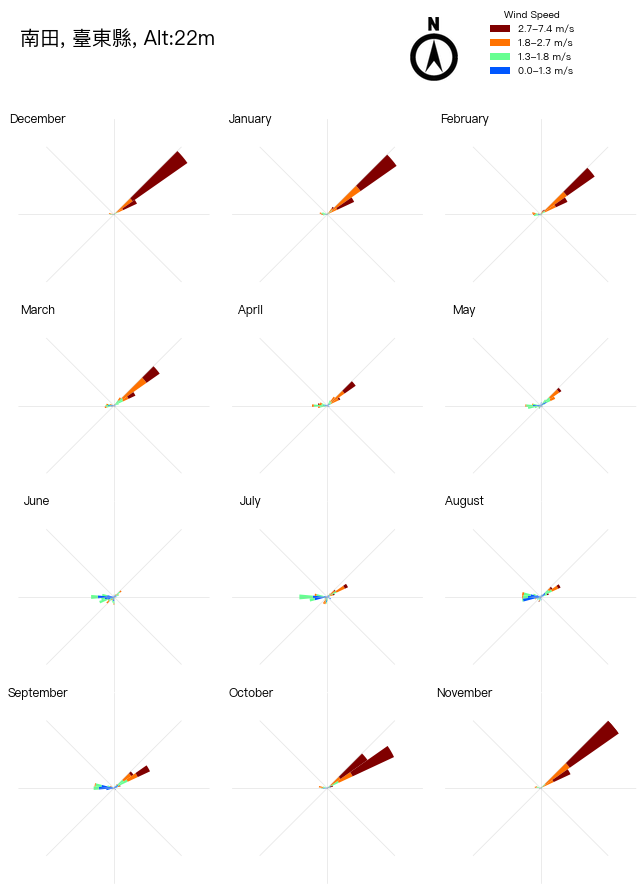 南田, 臺東縣, Alt:22m
N
Wind Speed
2.7–7.4 m/s
1.8–2.7 m/s
1.3–1.8 m/s
0.0–1.3 m/s
December
January
February
March
April
May
June
July
August
September
October
November